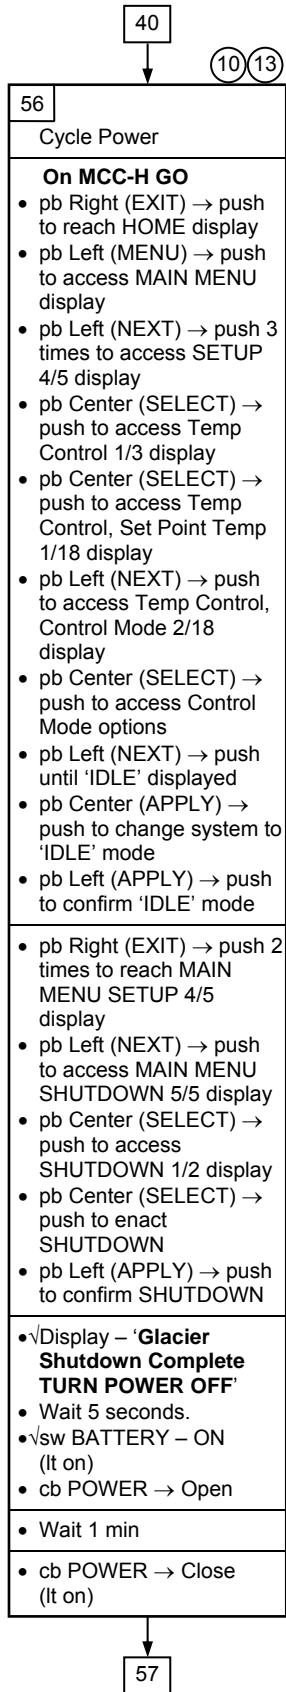 40
10 13
56
Cycle Power
On MCC-H GO
• pb Right (EXIT) → push
to reach HOME display
• pb Left (MENU) → push
to access MAIN MENU
display
• pb Left (NEXT) → push 3
times to access SETUP
4/5 display
• pb Center (SELECT) →
push to access Temp
Control 1/3 display
• pb Center (SELECT) →
push to access Temp
Control, Set Point Temp
1/18 display
• pb Left (NEXT) → push
to access Temp Control,
Control Mode 2/18
display
• pb Center (SELECT) →
push to access Control
Mode options
• pb Left (NEXT) → push
until ‘IDLE’ displayed
• pb Center (APPLY) →
push to change system to
‘IDLE’ mode
• pb Left (APPLY) → push
to confirm ‘IDLE’ mode
• pb Right (EXIT) → push 2
times to reach MAIN
MENU SETUP 4/5
display
• pb Left (NEXT) → push
to access MAIN MENU
SHUTDOWN 5/5 display
• pb Center (SELECT) →
push to access
SHUTDOWN 1/2 display
• pb Center (SELECT) →
push to enact
SHUTDOWN
• pb Left (APPLY) → push
to confirm SHUTDOWN
•√Display – ‘Glacier
Shutdown Complete
TURN POWER OFF’
• Wait 5 seconds.
•√sw BATTERY – ON
(lt on)
• cb POWER → Open
• Wait 1 min
• cb POWER → Close
(lt on)
57